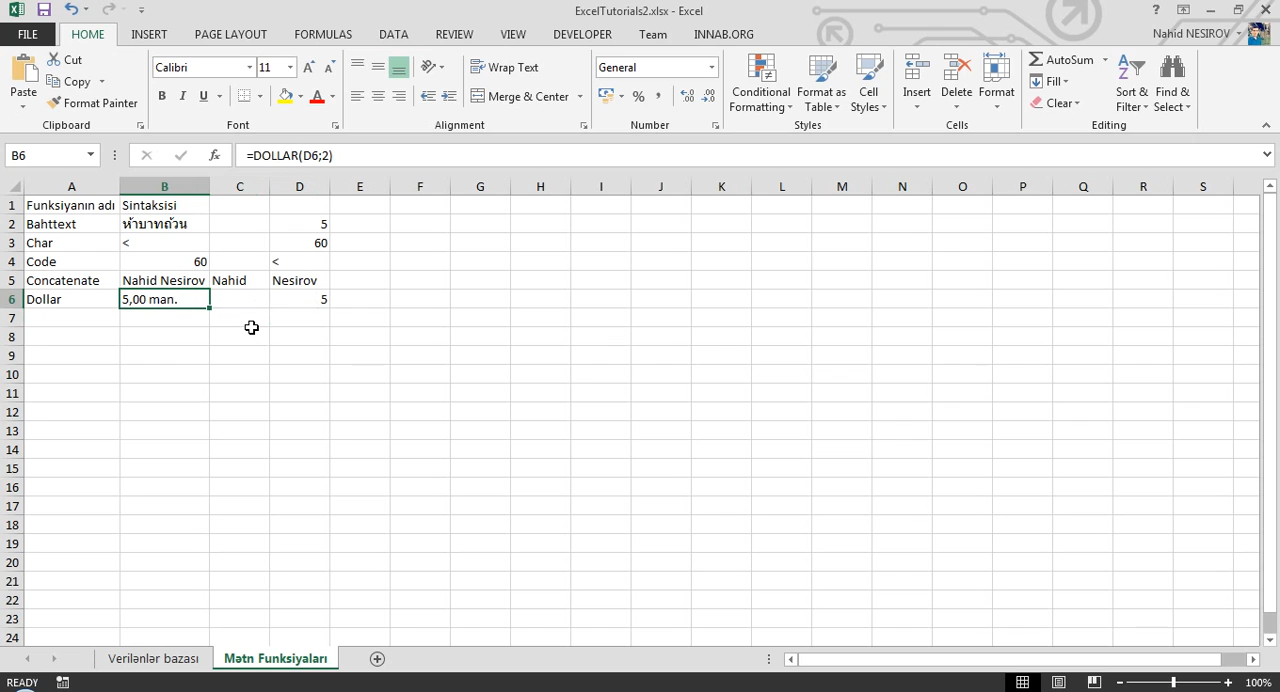 ExcelTutorials2.xlsx - Excel
FILE HOME INSERT PAGE LAYOUT FORMULAS DATA REVIEW VIEW DEVELOPER Team INNAB.ORG Nahid NESIROV
Paste
Cut
Copy
Format Painter
Clipboard
Calibri 11
B I U A
Font
Wrap Text
Merge & Center
Alignment
General
%
Number
Conditional Formatting
Format as Table
Cell Styles
Styles
Insert
Delete
Format
Cells
AutoSum
Fill
Clear
Sort & Filter
Find & Select
Editing
B6 fx =DOLLAR(D6;2)
A B C D E F G H I J K L M N O P Q R S
1 Funksiyanın adı Sintaksisi
2 Bahttext ห้าบาทถ้วน 5
3 Char < 60
4 Code 60 <
5 Concatenate Nahid Nesirov Nahid Nesirov
6 Dollar 5,00 man. 5
7
8
9
10
11
12
13
14
15
16
17
18
19
20
21
22
23
24
Verilənlər bazası Mətn Funksiyaları
READY 100%